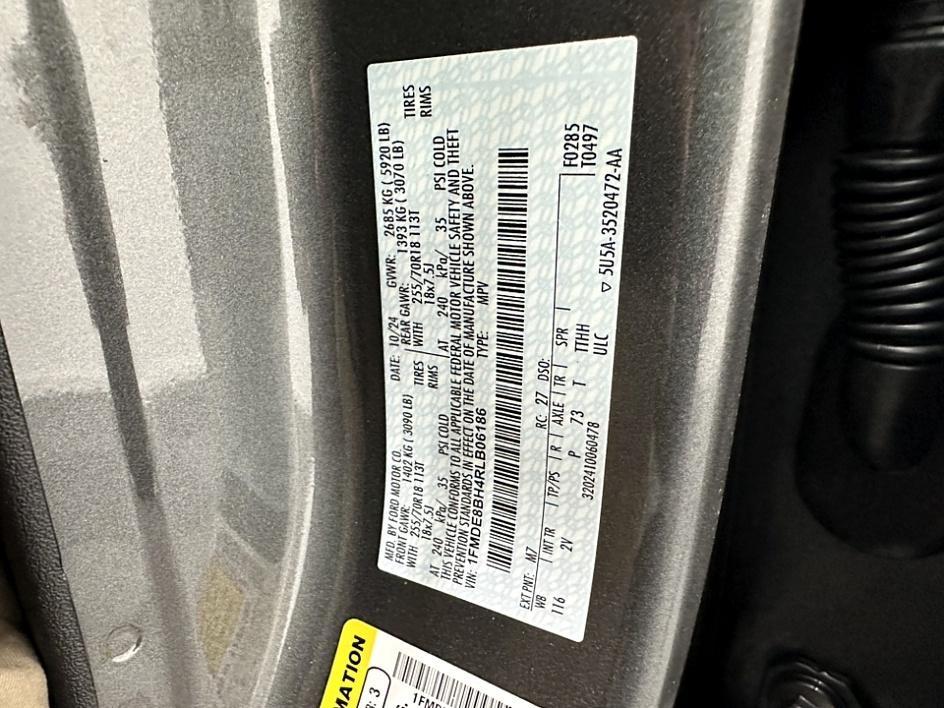 MFD. BY FORD MOTOR CO. DATE: 10/24 GVWR: 2685 KG ( 5920 LB)
FRONT GAWR: 1402 KG ( 3090 LB) REAR GAWR: 1393 KG ( 3070 LB)
WITH 255/70R18 113T TIRES WITH 255/70R18 113T TIRES
18x7.5J RIMS 18x7.5J RIMS
AT 240 kPa/ 35 PSI COLD AT 240 kPa/ 35 PSI COLD
THIS VEHICLE CONFORMS TO ALL APPLICABLE FEDERAL MOTOR VEHICLE SAFETY AND THEFT
PREVENTION STANDARDS IN EFFECT ON THE DATE OF MANUFACTURE SHOWN ABOVE.
VIN: 1FMDE8BH4RLB06186 TYPE: MPV
EXT PNT: M7 RC: 27 DSO: F0285
WB INT TR TP/PS R AXLE TR SPR T0497
116 2V P 73 T TTHH
3202410060478 ULC ▽ 5U5A-3520472-AA
MATION
R: 3